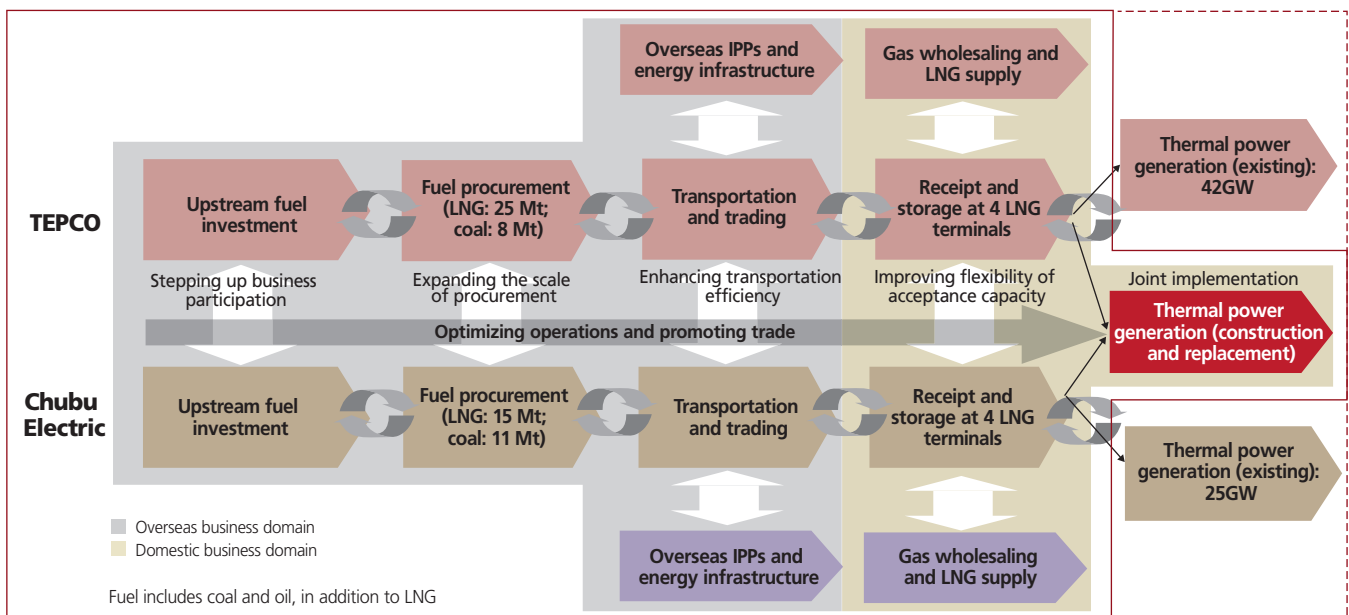 Overseas IPPs and
energy infrastructure
Gas wholesaling and
LNG supply
TEPCO
Upstream fuel
investment
Fuel procurement
(LNG: 25 Mt;
coal: 8 Mt)
Transportation
and trading
Receipt and
storage at 4 LNG
terminals
Thermal power
generation (existing):
42GW
Stepping up business
participation
Expanding the scale
of procurement
Enhancing transportation
efficiency
Improving flexibility of
acceptance capacity
Joint implementation
Optimizing operations and promoting trade
Thermal power
generation (construction
and replacement)
Chubu
Electric
Upstream fuel
investment
Fuel procurement
(LNG: 15 Mt;
coal: 11 Mt)
Transportation
and trading
Receipt and
storage at 4 LNG
terminals
Thermal power
generation (existing):
25GW
Overseas business domain
Domestic business domain
Overseas IPPs and
energy infrastructure
Gas wholesaling
and LNG supply
Fuel includes coal and oil, in addition to LNG